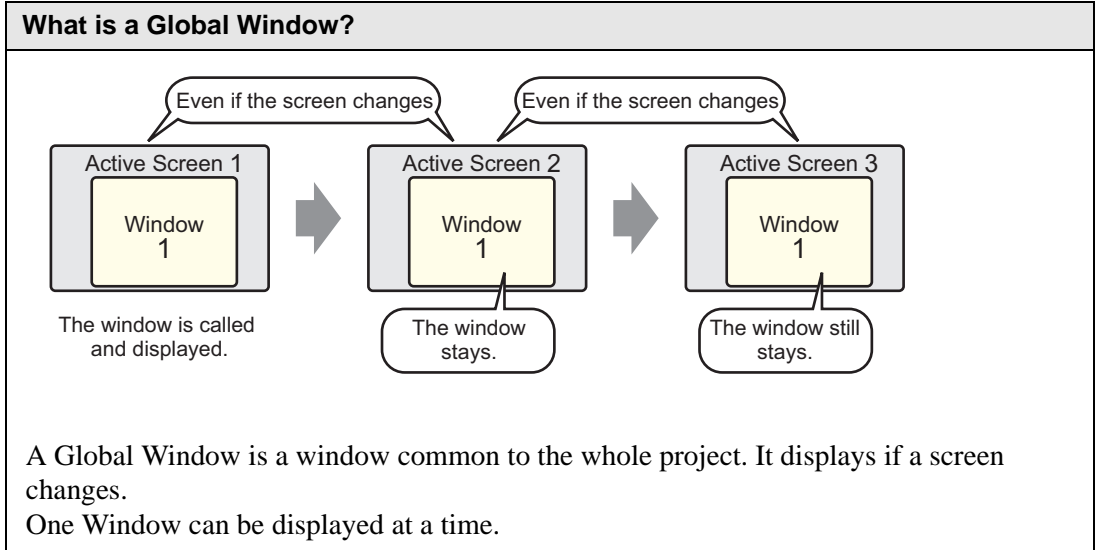 What is a Global Window?
Even if the screen changes
Even if the screen changes
Active Screen 1
Window
1
Active Screen 2
Window
1
Active Screen 3
Window
1
The window is called
and displayed.
The window
stays.
The window still
stays.
A Global Window is a window common to the whole project. It displays if a screen
changes.
One Window can be displayed at a time.